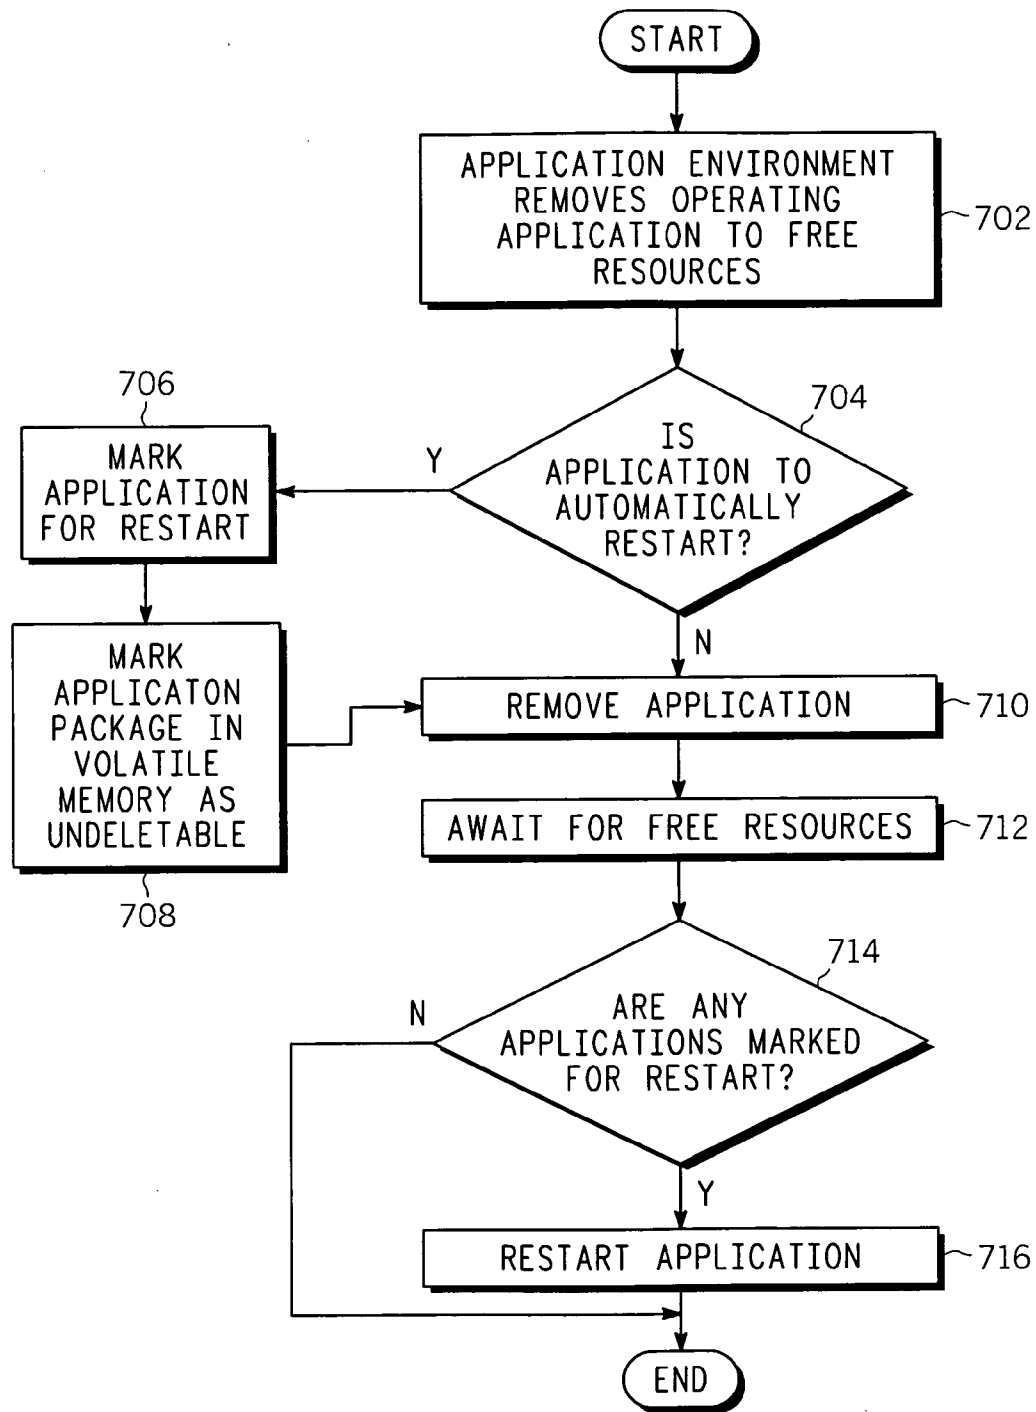 START
APPLICATION ENVIRONMENT
REMOVES OPERATING
APPLICATION TO FREE
RESOURCES
702
704
IS
APPLICATION TO
AUTOMATICALLY
RESTART?
Y
N
706
MARK
APPLICATION
FOR RESTART
MARK
APPLICATON
PACKAGE IN
VOLATILE
MEMORY AS
UNDELETABLE
708
REMOVE APPLICATION
710
AWAIT FOR FREE RESOURCES
712
714
ARE ANY
APPLICATIONS MARKED
FOR RESTART?
N
Y
RESTART APPLICATION
716
END